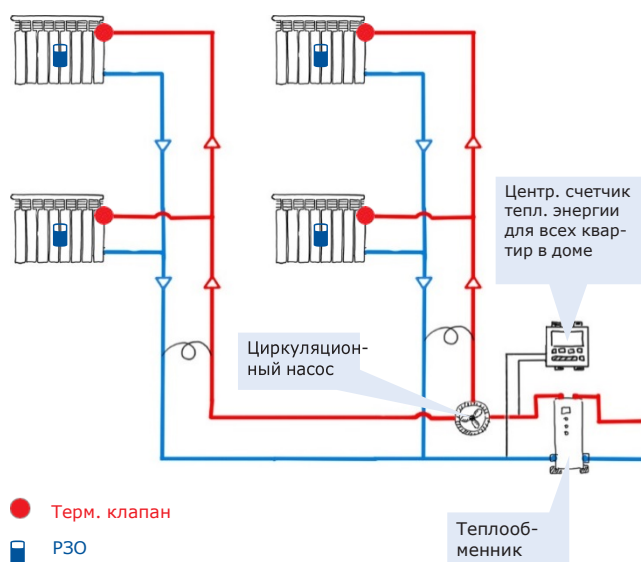 Центр. счетчик
тепл. энергии
для всех квар-
тир в доме
Циркуляцион-
ный насос
Терм. клапан
РЗО
Теплооб-
менник